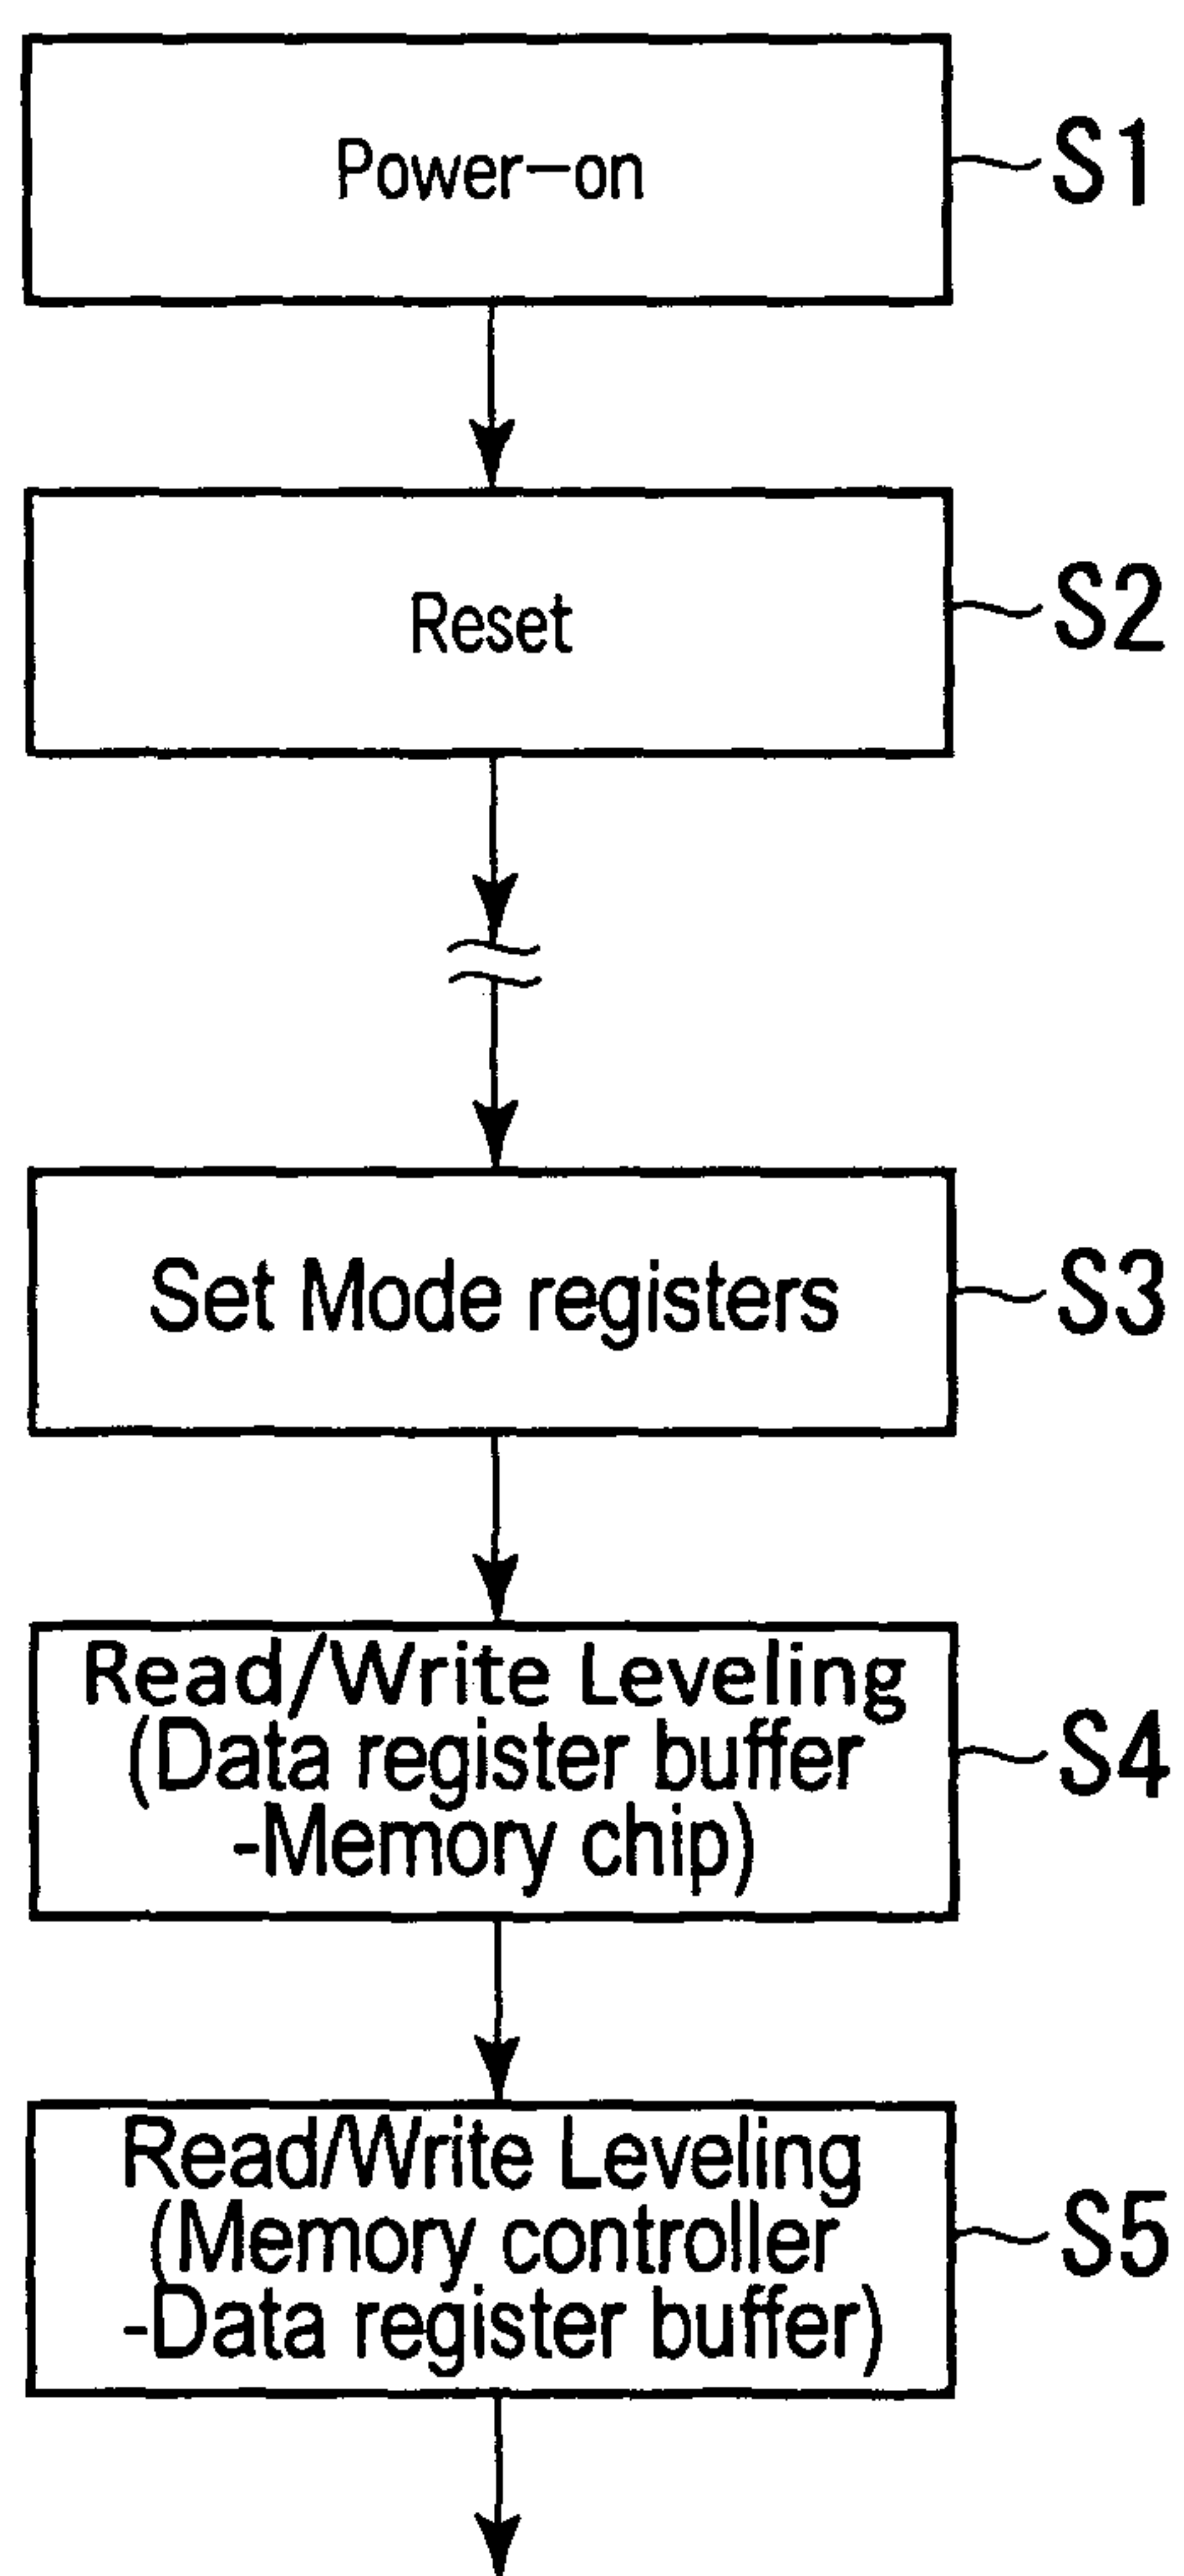 Power-on
S1
Reset
S2
Set Mode registers
S3
Read/Write Leveling
(Data register buffer
-Memory chip)
S4
Read/Write Leveling
(Memory controller
-Data register buffer)
S5